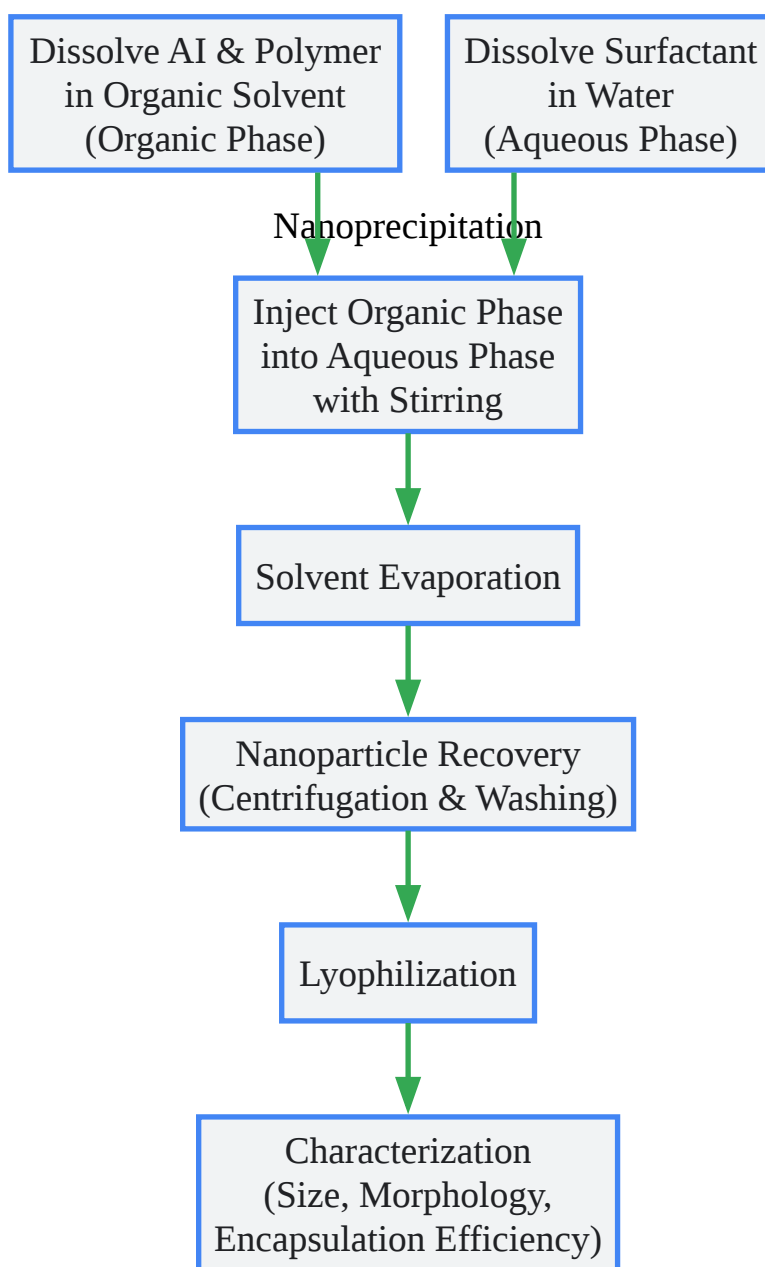 Dissolve AI & Polymer
in Organic Solvent
(Organic Phase)
Dissolve Surfactant
in Water
(Aqueous Phase)
Nanoprecipitation
Inject Organic Phase
into Aqueous Phase
with Stirring
Solvent Evaporation
Nanoparticle Recovery
(Centrifugation & Washing)
Lyophilization
Characterization
(Size, Morphology,
Encapsulation Efficiency)